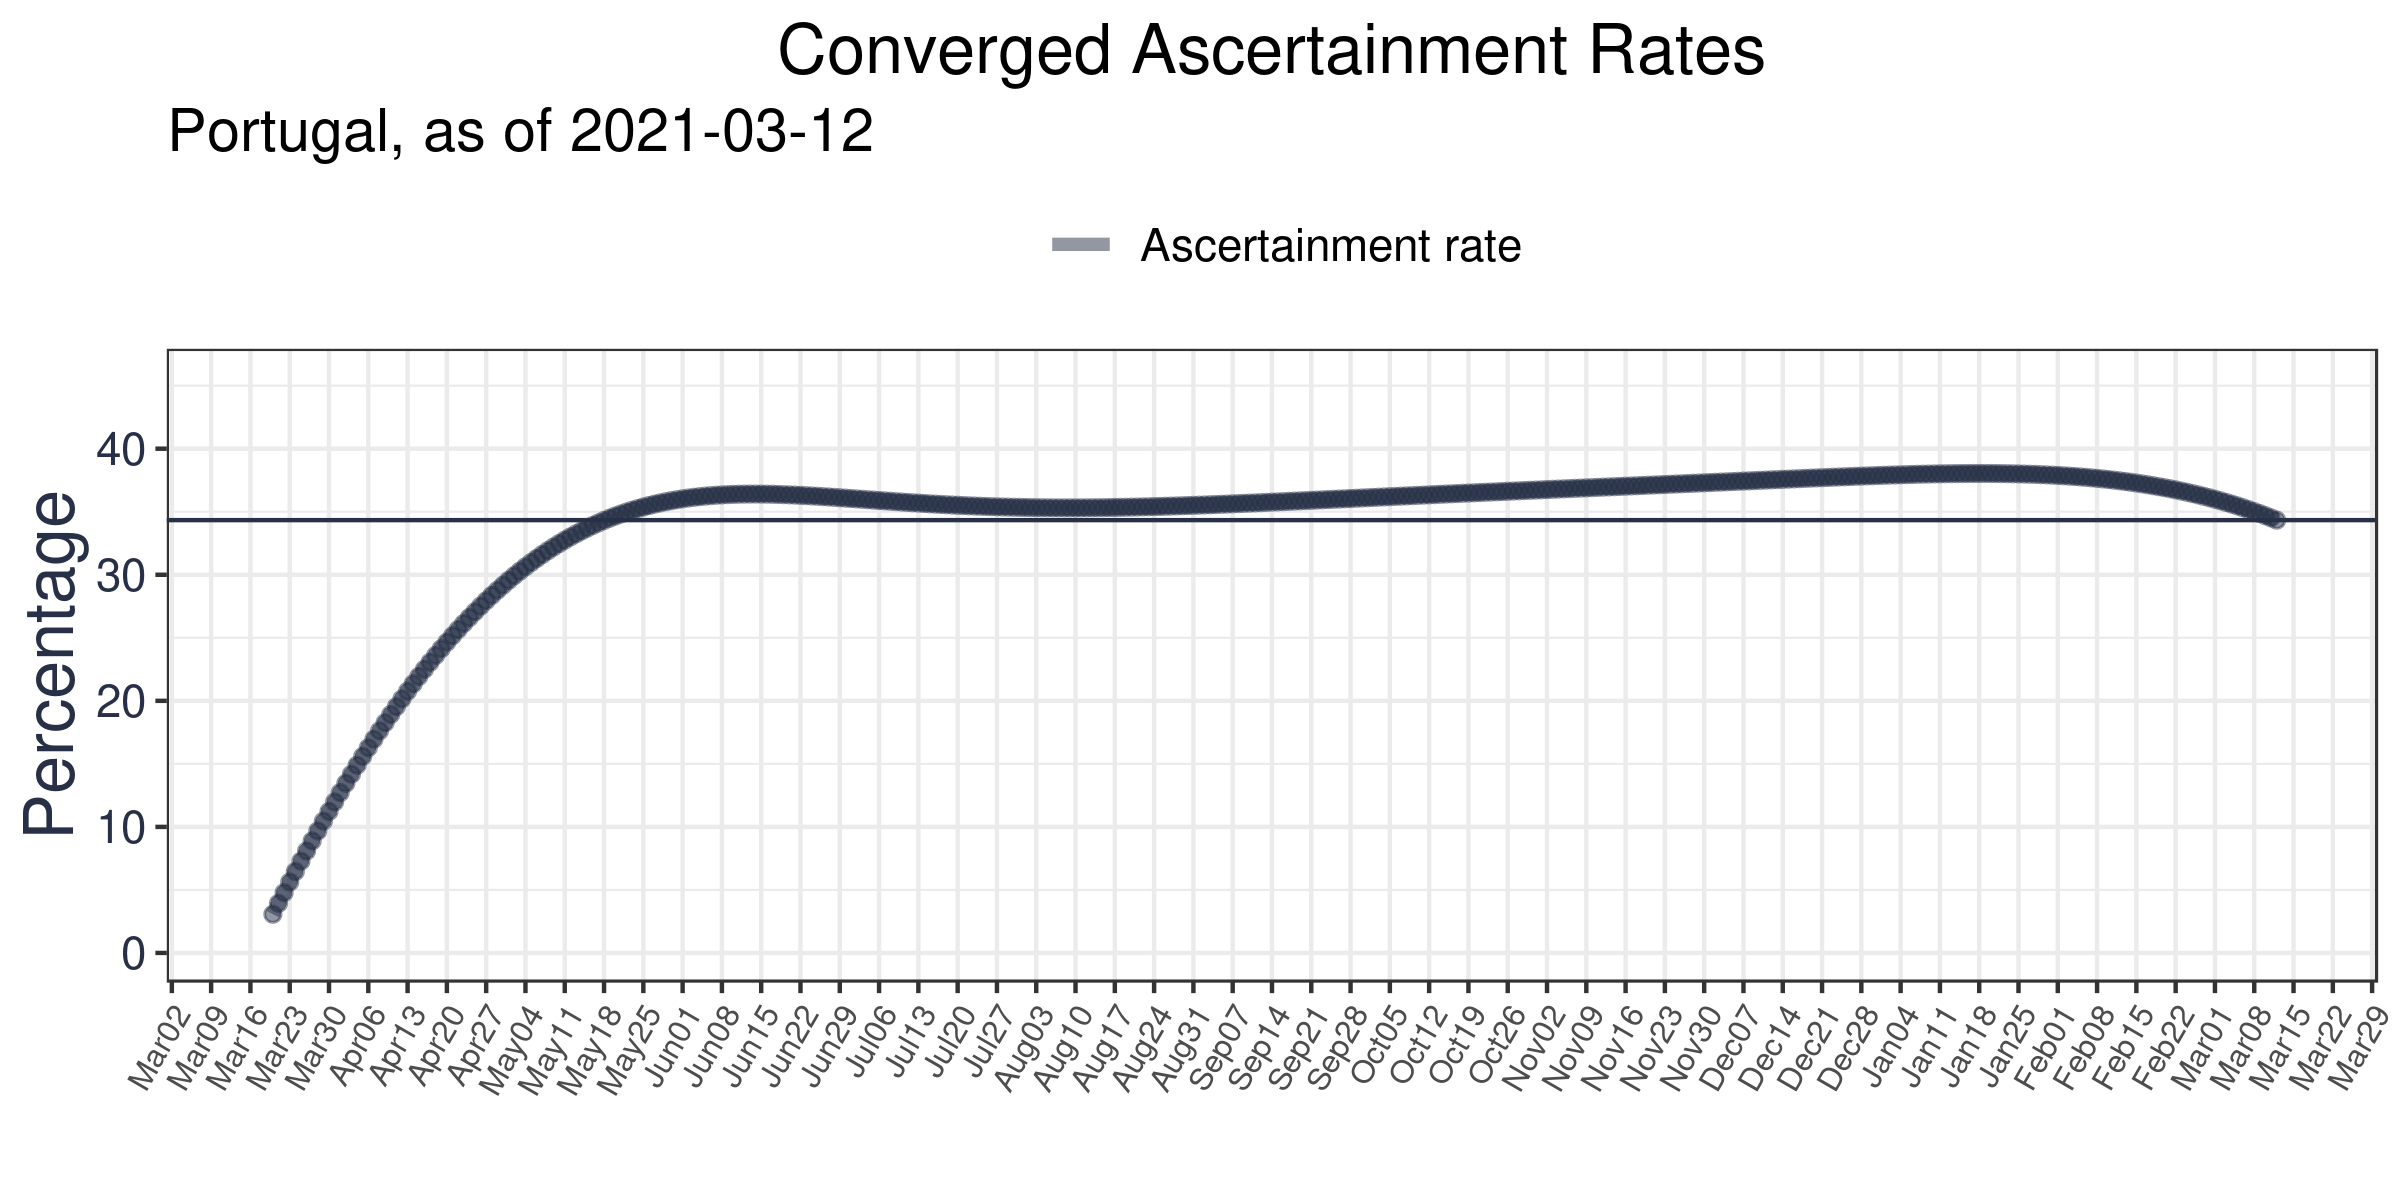 Converged Ascertainment Rates
Portugal, as of 2021-03-12
Ascertainment rate
Percentage
40
30
20
10
0
Mar02 Mar09 Mar16 Mar23 Mar30 Apr06 Apr13 Apr20 Apr27 May04 May11 May18 May25 Jun01 Jun08 Jun15 Jun22 Jun29 Jul06 Jul13 Jul20 Jul27 Aug03 Aug10 Aug17 Aug24 Aug31 Sep07 Sep14 Sep21 Sep28 Oct05 Oct12 Oct19 Oct26 Nov02 Nov09 Nov16 Nov23 Nov30 Dec07 Dec14 Dec21 Dec28 Jan04 Jan11 Jan18 Jan25 Feb01 Feb08 Feb15 Feb22 Mar01 Mar08 Mar15 Mar22 Mar29